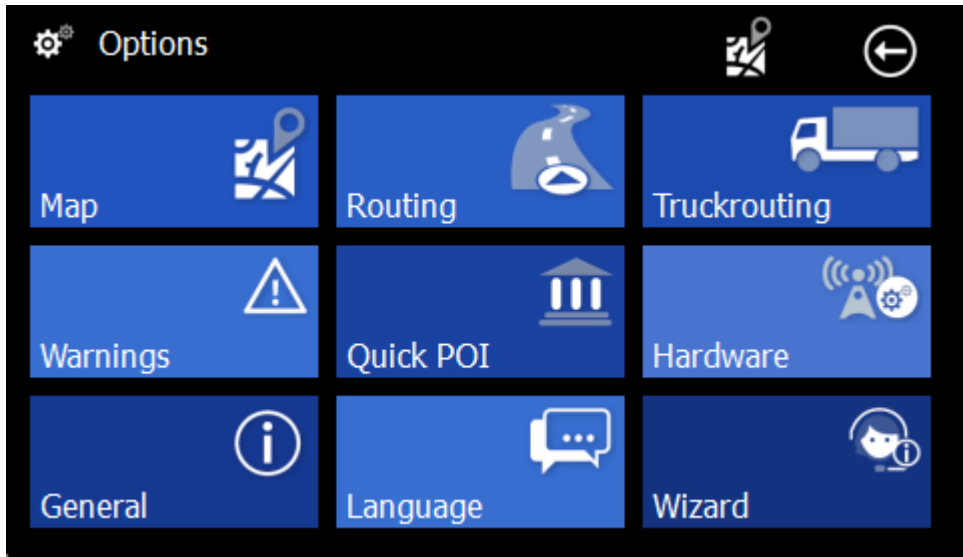 Options
Map
Routing
Truckrouting
Warnings
Quick POI
Hardware
General
Language
Wizard